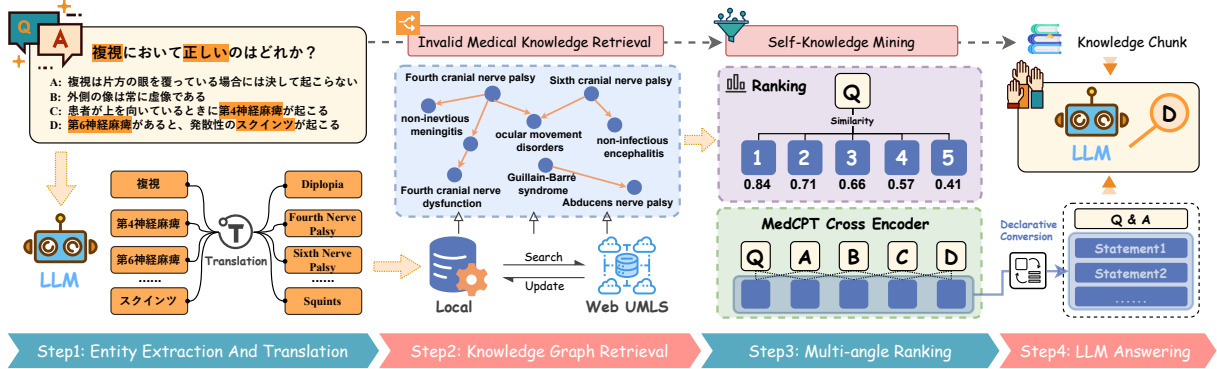 Q
A
複視において正しいのはどれか？
A: 複視は片方の眼を覆っている場合には決して起こらない
B: 外側の像は常に虚像である
C: 患者が上を向いているときに第4神経麻痺が起こる
D: 第6神経麻痺があると、発散性のスクインツが起こる
LLM
複視
第4神経麻痺
第6神経麻痺
......
スクインツ
T
Translation
Diplopia
Fourth Nerve
Palsy
Sixth Nerve
Palsy
......
Squints
Invalid Medical Knowledge Retrieval
Fourth cranial nerve palsy
Sixth cranial nerve palsy
non-inevtious
meningitis
ocular movement
disorders
non-infectious
encephalitis
Guillain-Barré
syndrome
Fourth cranial nerve
dysfunction
Abducens nerve palsy
Local
Search
Update
Web UMLS
Self-Knowledge Mining
Ranking
Q
Similarity
1 2 3 4 5
0.84 0.71 0.66 0.57 0.41
MedCPT Cross Encoder
Q A B C D
Declarative
Conversion
Knowledge Chunk
LLM
D
Q & A
Statement1
Statement2
......
Step1: Entity Extraction And Translation
Step2: Knowledge Graph Retrieval
Step3: Multi-angle Ranking
Step4: LLM Answering